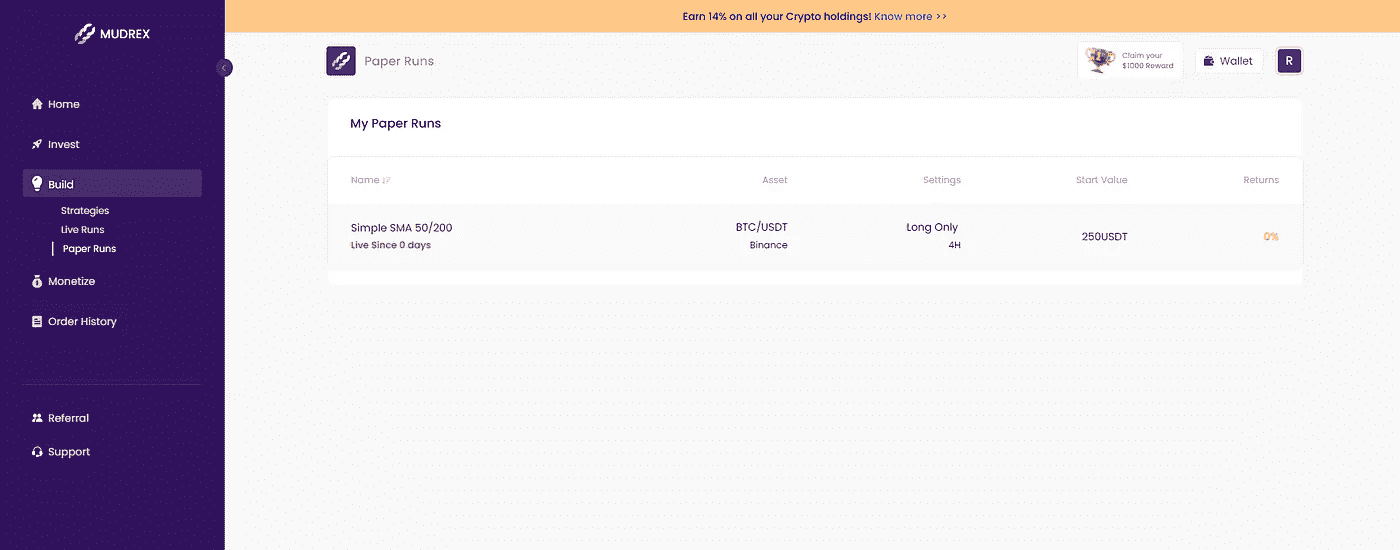 MUDREX
Home
Invest
Build
Strategies
Live Runs
Paper Runs
Monetize
Order History
Referral
Support
Earn 14% on all your Crypto holdings! Know more >>
Paper Runs
Claim your
$1000 Reward
Wallet
R
My Paper Runs
Name Asset Settings Start Value Returns
Simple SMA 50/200 BTC/USDT Long Only 250USDT 0%
Live Since 0 days Binance 4H